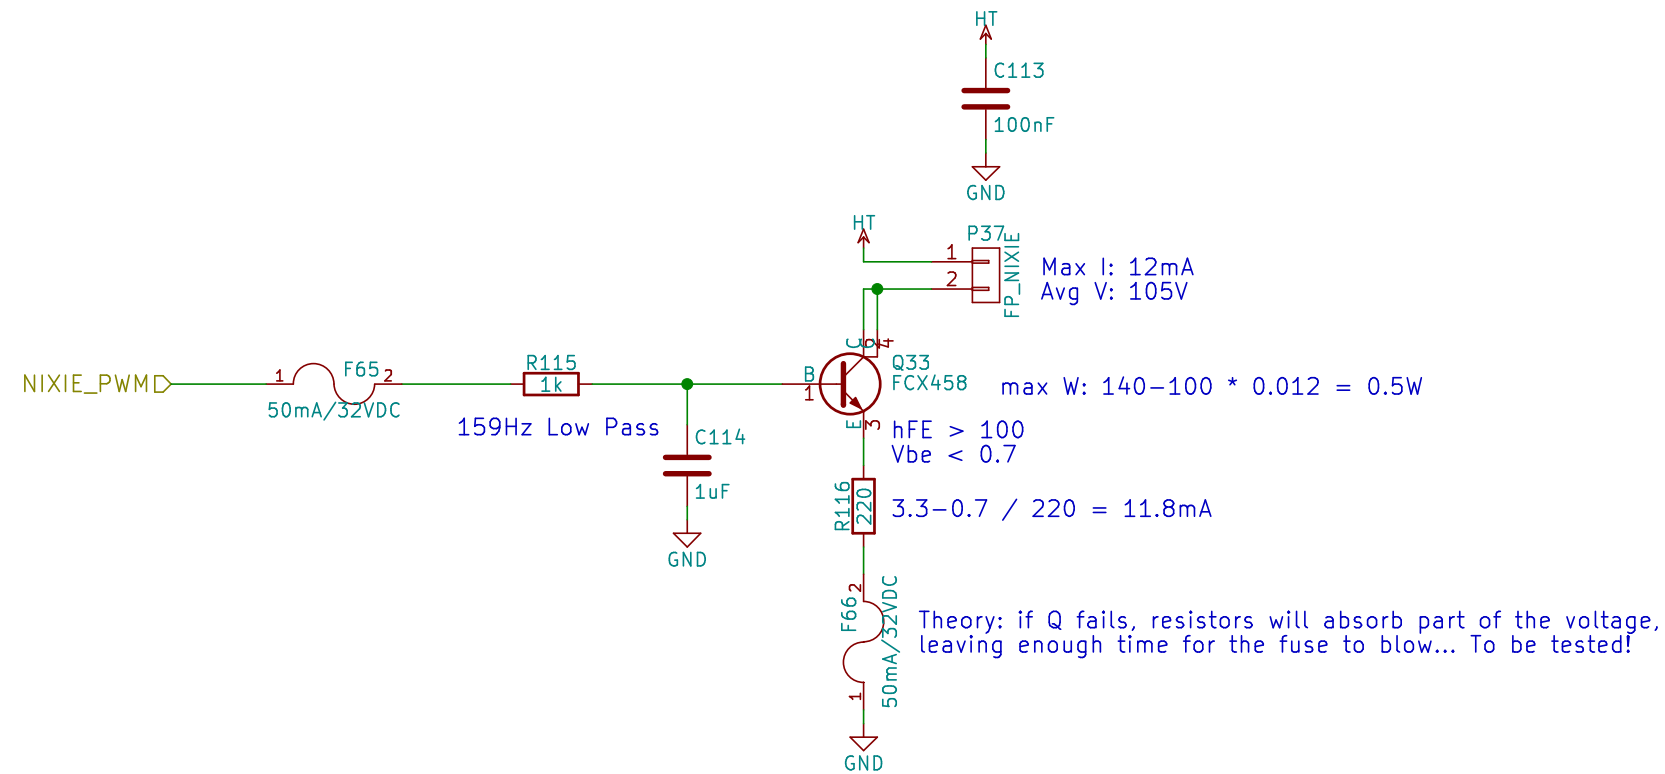 HT
C113
100nF
GND
HT
P37
1
2
FP_NIXIE
Max I: 12mA
Avg V: 105V
NIXIE_PWM
1
F65
2
50mA/32VDC
R115
1k
159Hz Low Pass
C114
1uF
GND
B
1
C
4
Q33
FCX458
E
3
max W: 140-100 * 0.012 = 0.5W
hFE > 100
Vbe < 0.7
R116
220
3.3-0.7 / 220 = 11.8mA
2
F66
1
50mA/32VDC
Theory: if Q fails, resistors will absorb part of the voltage,
leaving enough time for the fuse to blow... To be tested!
GND